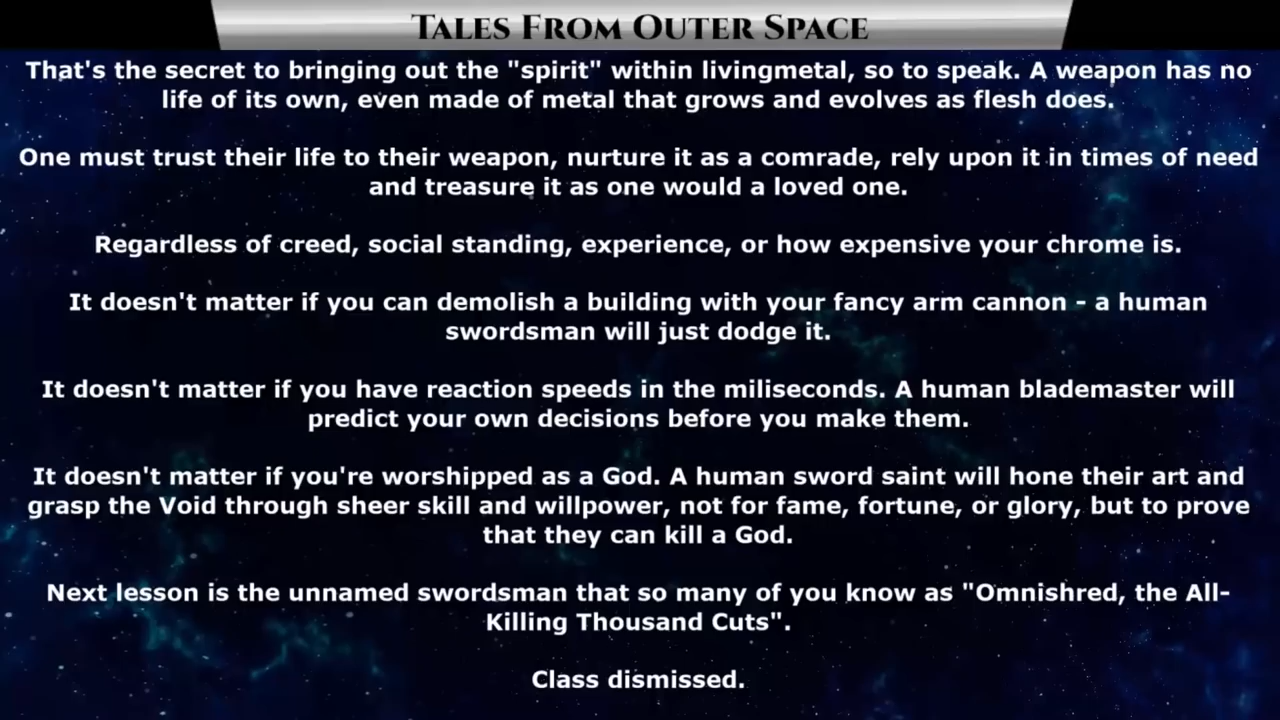 Tales From Outer Space
That's the secret to bringing out the "spirit" within livingmetal, so to speak. A weapon has no
life of its own, even made of metal that grows and evolves as flesh does.
One must trust their life to their weapon, nurture it as a comrade, rely upon it in times of need
and treasure it as one would a loved one.
Regardless of creed, social standing, experience, or how expensive your chrome is.
It doesn't matter if you can demolish a building with your fancy arm cannon - a human
swordsman will just dodge it.
It doesn't matter if you have reaction speeds in the miliseconds. A human blademaster will
predict your own decisions before you make them.
It doesn't matter if you're worshipped as a God. A human sword saint will hone their art and
grasp the Void through sheer skill and willpower, not for fame, fortune, or glory, but to prove
that they can kill a God.
Next lesson is the unnamed swordsman that so many of you know as "Omnishred, the All-
Killing Thousand Cuts".
Class dismissed.